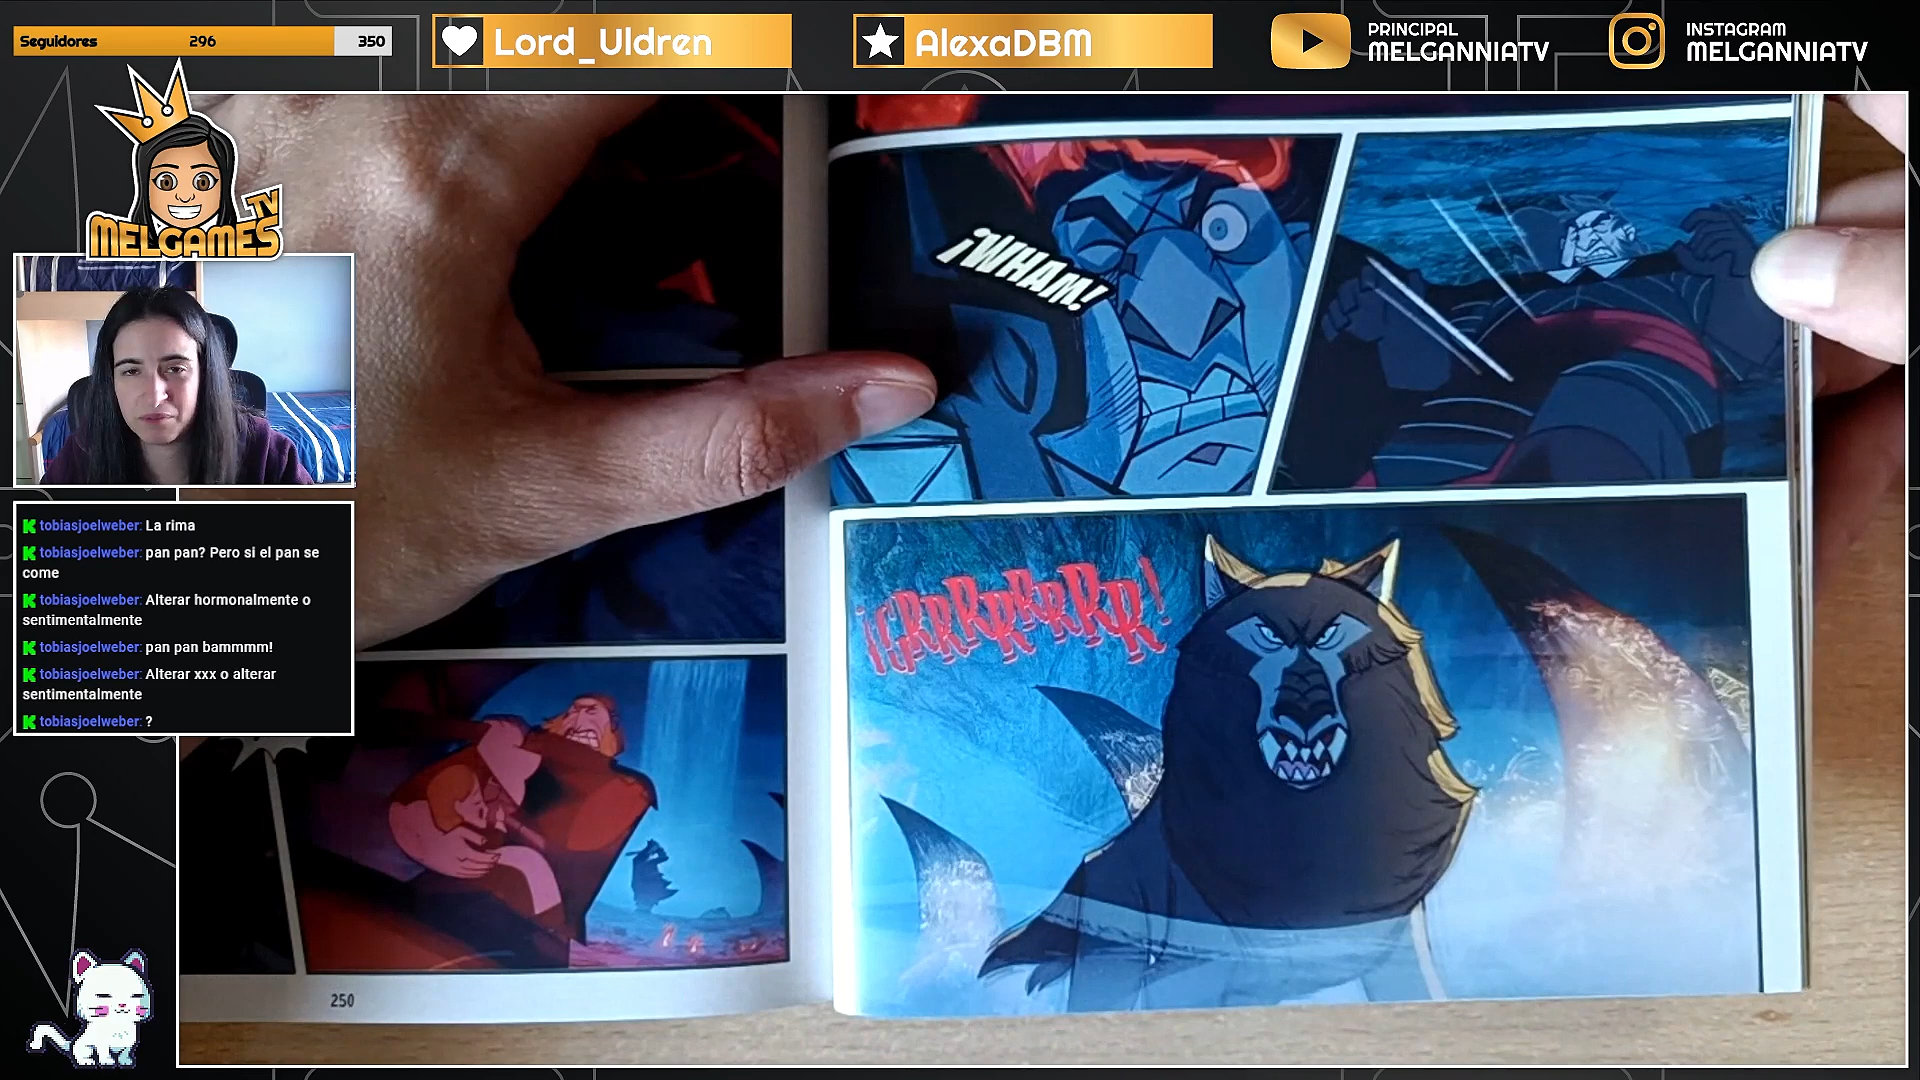 Seguidores 296 350
Lord_Uldren
AlexaDBM
PRINCIPAL
MELGANNIATV
INSTAGRAM
MELGANNIATV
MELGAMES
TV
tobiasjoelweber: La rima
tobiasjoelweber: pan pan? Pero si el pan se
come
tobiasjoelweber: Alterar hormonalmente o
sentimentalmente
tobiasjoelweber: pan pan bammmm!
tobiasjoelweber: Alterar xxx o alterar
sentimentalmente
tobiasjoelweber: ?
¡WHAM!
¡GRRRRRRR!
250